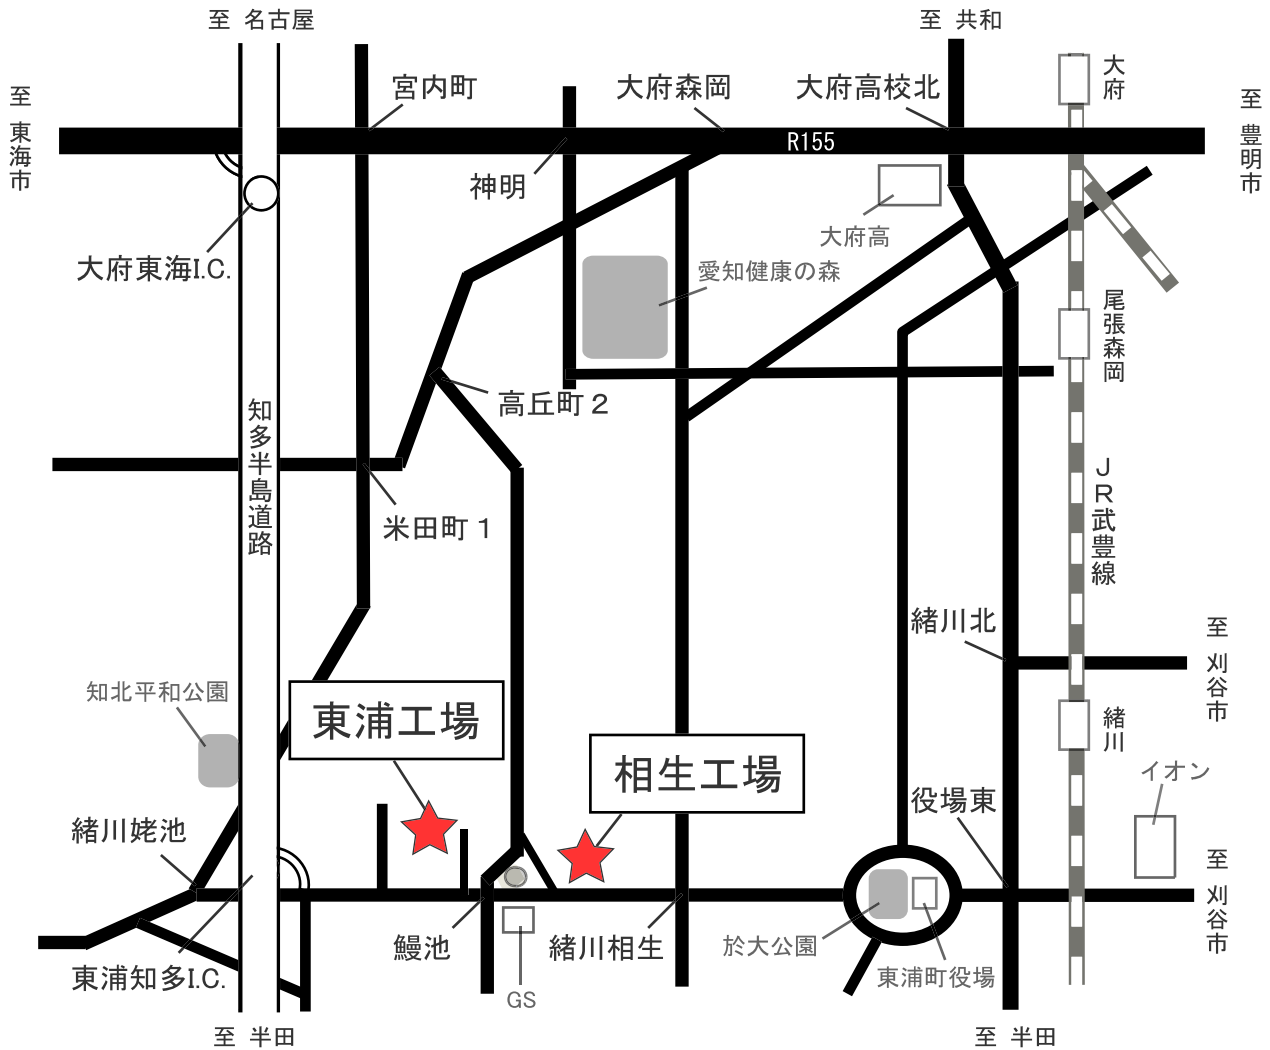 至 名古屋
至 共和
大府
至 東海市
宮内町
大府森岡
大府高校北
至 豊明市
R155
神明
大府高
大府東海I.C.
愛知健康の森
尾張森岡
高丘町２
知多半島道路
米田町１
ＪＲ武豊線
緒川北
至 刈谷市
知北平和公園
東浦工場
緒川
相生工場
イオン
役場東
緒川姥池
至 刈谷市
鰻池
緒川相生
於大公園
東浦知多I.C.
東浦町役場
GS
至 半田
至 半田